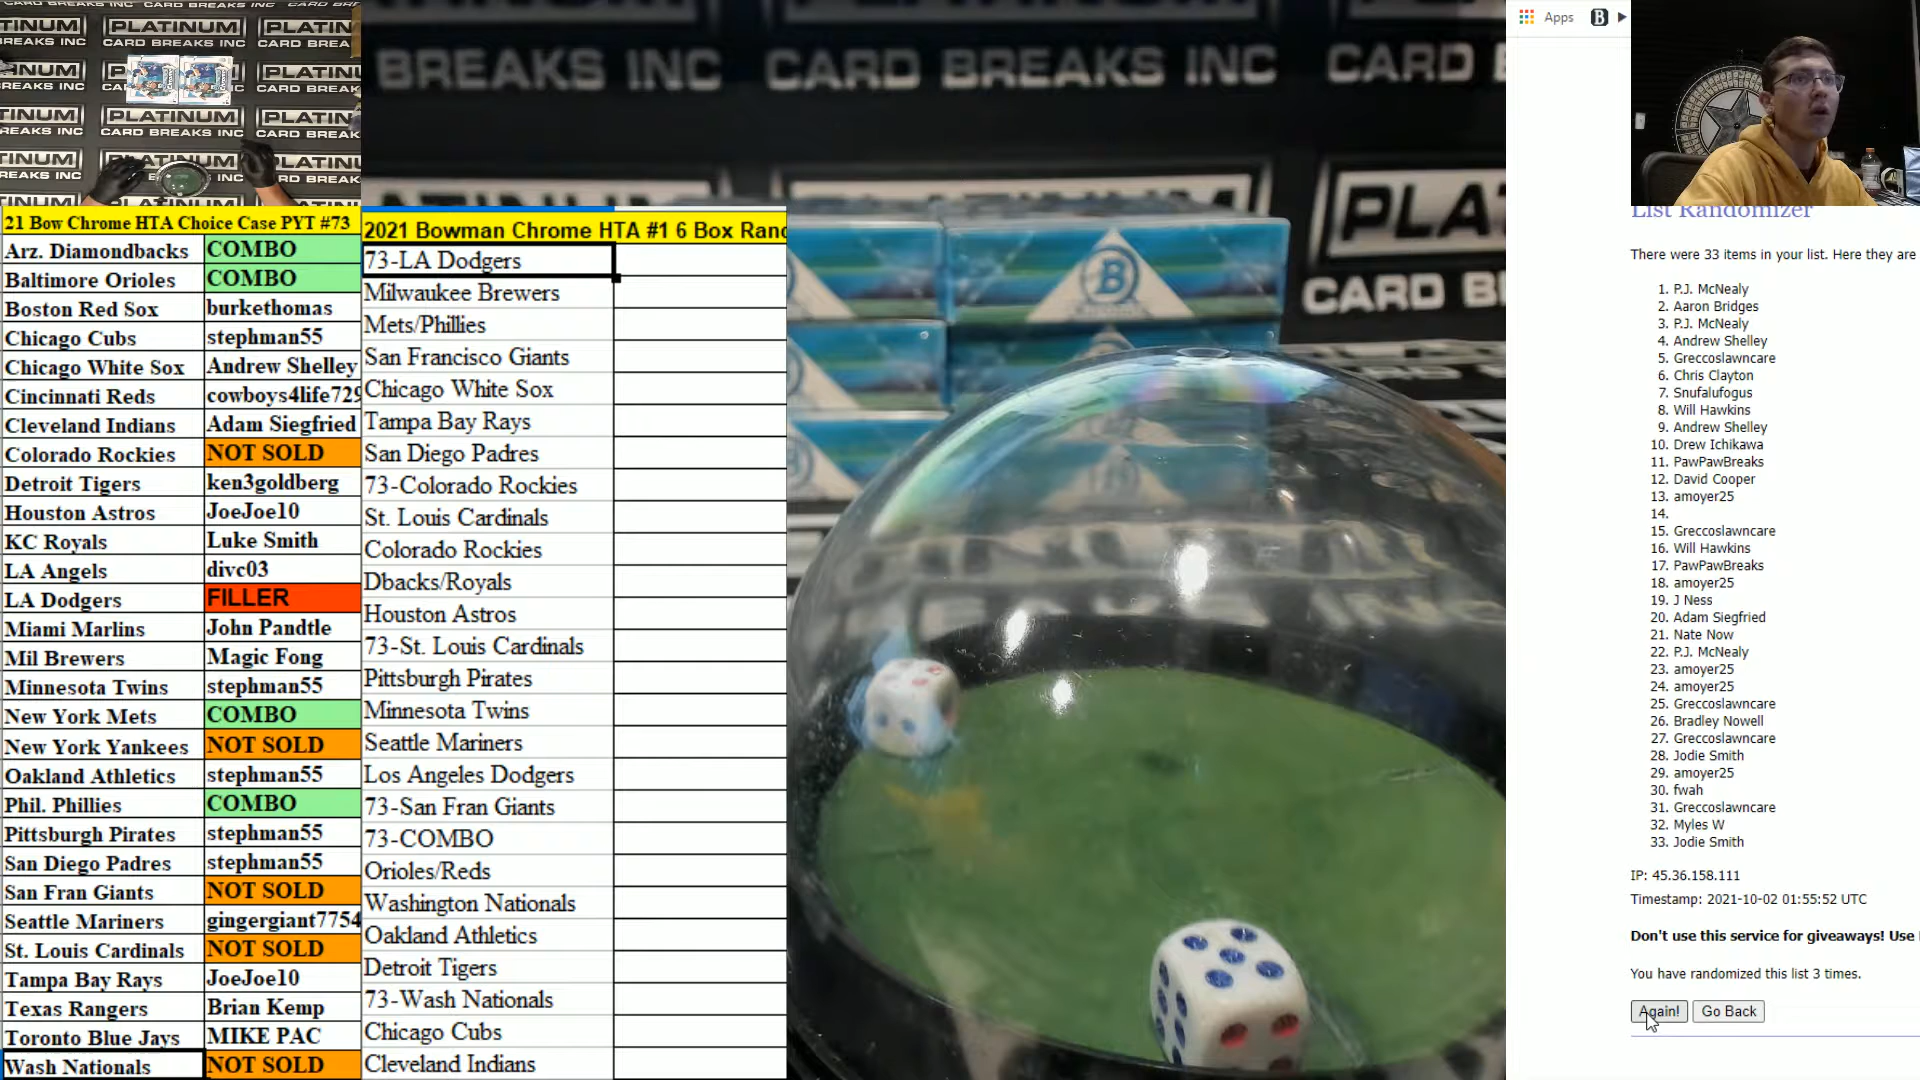 PLATINUM
CARD BREAKS INC
BREAKS INC CARD BREAKS INC CARD
PLATI
CARD BR
21 Bow Chrome HTA Choice Case PYT #73
Arz. Diamondbacks COMBO
Baltimore Orioles COMBO
Boston Red Sox burkethomas
Chicago Cubs stephman55
Chicago White Sox Andrew Shelley
Cincinnati Reds cowboys4life729
Cleveland Indians Adam Siegfried
Colorado Rockies NOT SOLD
Detroit Tigers ken3goldberg
Houston Astros JoeJoe10
KC Royals Luke Smith
LA Angels divc03
LA Dodgers FILLER
Miami Marlins John Pandtle
Mil Brewers Magic Fong
Minnesota Twins stephman55
New York Mets COMBO
New York Yankees NOT SOLD
Oakland Athletics stephman55
Phil. Phillies COMBO
Pittsburgh Pirates stephman55
San Diego Padres stephman55
San Fran Giants NOT SOLD
Seattle Mariners gingergiant7754
St. Louis Cardinals NOT SOLD
Tampa Bay Rays JoeJoe10
Texas Rangers Brian Kemp
Toronto Blue Jays MIKE PAC
Wash Nationals NOT SOLD
2021 Bowman Chrome HTA #1 6 Box Rand
73-LA Dodgers
Milwaukee Brewers
Mets/Phillies
San Francisco Giants
Chicago White Sox
Tampa Bay Rays
San Diego Padres
73-Colorado Rockies
St. Louis Cardinals
Colorado Rockies
Dbacks/Royals
Houston Astros
73-St. Louis Cardinals
Pittsburgh Pirates
Minnesota Twins
Seattle Mariners
Los Angeles Dodgers
73-San Fran Giants
73-COMBO
Orioles/Reds
Washington Nationals
Oakland Athletics
Detroit Tigers
73-Wash Nationals
Chicago Cubs
Cleveland Indians
B
Apps B
List Randomizer
There were 33 items in your list. Here they are
1. P.J. McNealy
2. Aaron Bridges
3. P.J. McNealy
4. Andrew Shelley
5. Greccoslawncare
6. Chris Clayton
7. Snufalufogus
8. Will Hawkins
9. Andrew Shelley
10. Drew Ichikawa
11. PawPawBreaks
12. David Cooper
13. amoyer25
14.
15. Greccoslawncare
16. Will Hawkins
17. PawPawBreaks
18. amoyer25
19. J Ness
20. Adam Siegfried
21. Nate Now
22. P.J. McNealy
23. amoyer25
24. amoyer25
25. Greccoslawncare
26. Bradley Nowell
27. Greccoslawncare
28. Jodie Smith
29. amoyer25
30. fwah
31. Greccoslawncare
32. Myles W
33. Jodie Smith
IP: 45.36.158.111
Timestamp: 2021-10-02 01:55:52 UTC
Don't use this service for giveaways! Use
You have randomized this list 3 times.
Again! Go Back